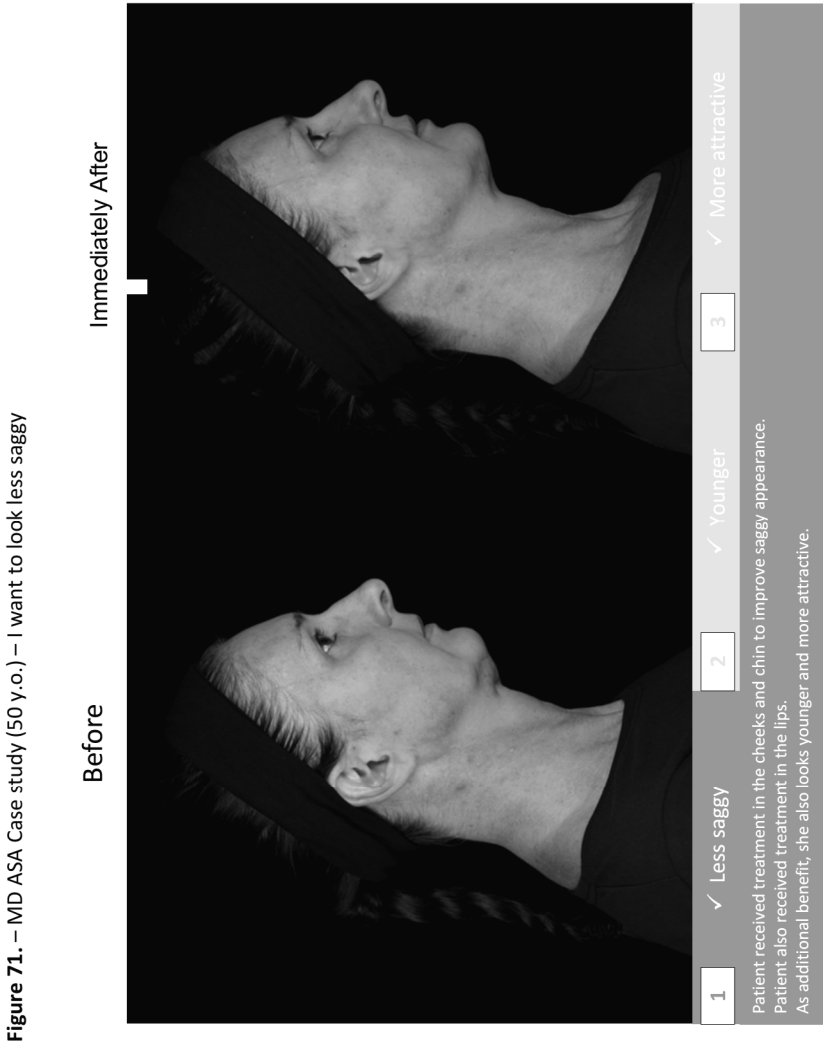 Figure 71. – MD ASA Case study (50 y.o.) – I want to look less saggy
Before
Immediately After
1
✓ Less saggy
2
✓ Younger
3
✓ More attractive
Patient received treatment in the cheeks and chin to improve saggy appearance.
Patient also received treatment in the lips.
As additional benefit, she also looks younger and more attractive.